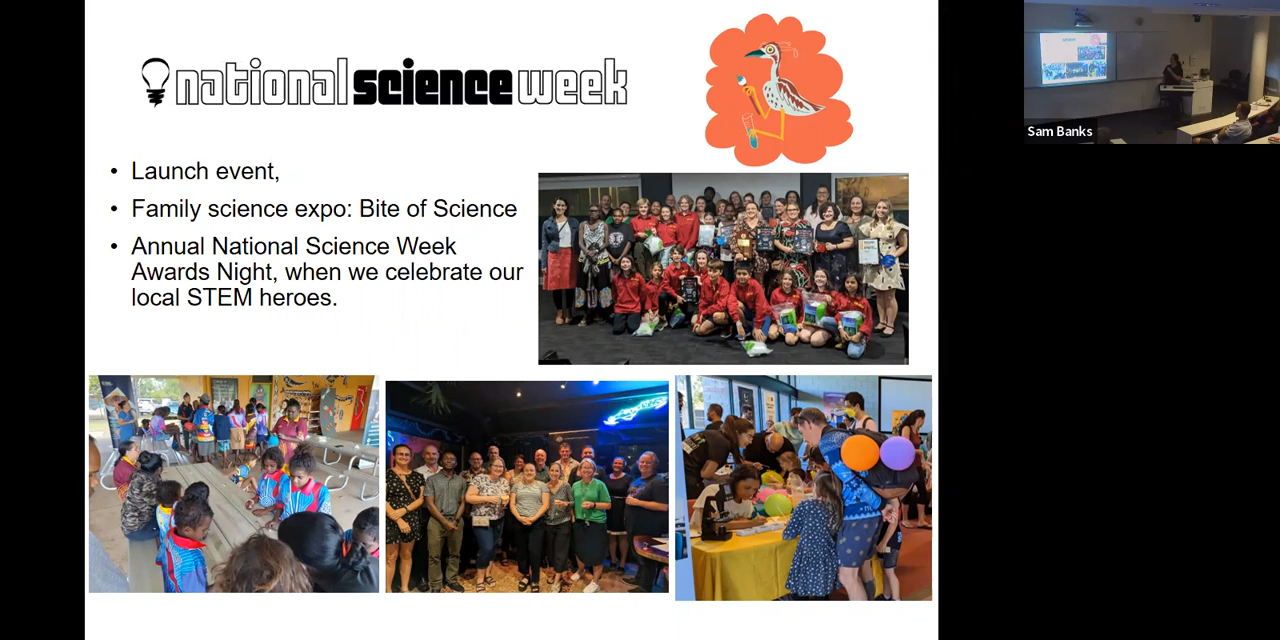 national science week
Launch event,
Family science expo: Bite of Science
Annual National Science Week
Awards Night, when we celebrate our
local STEM heroes.
Sam Banks